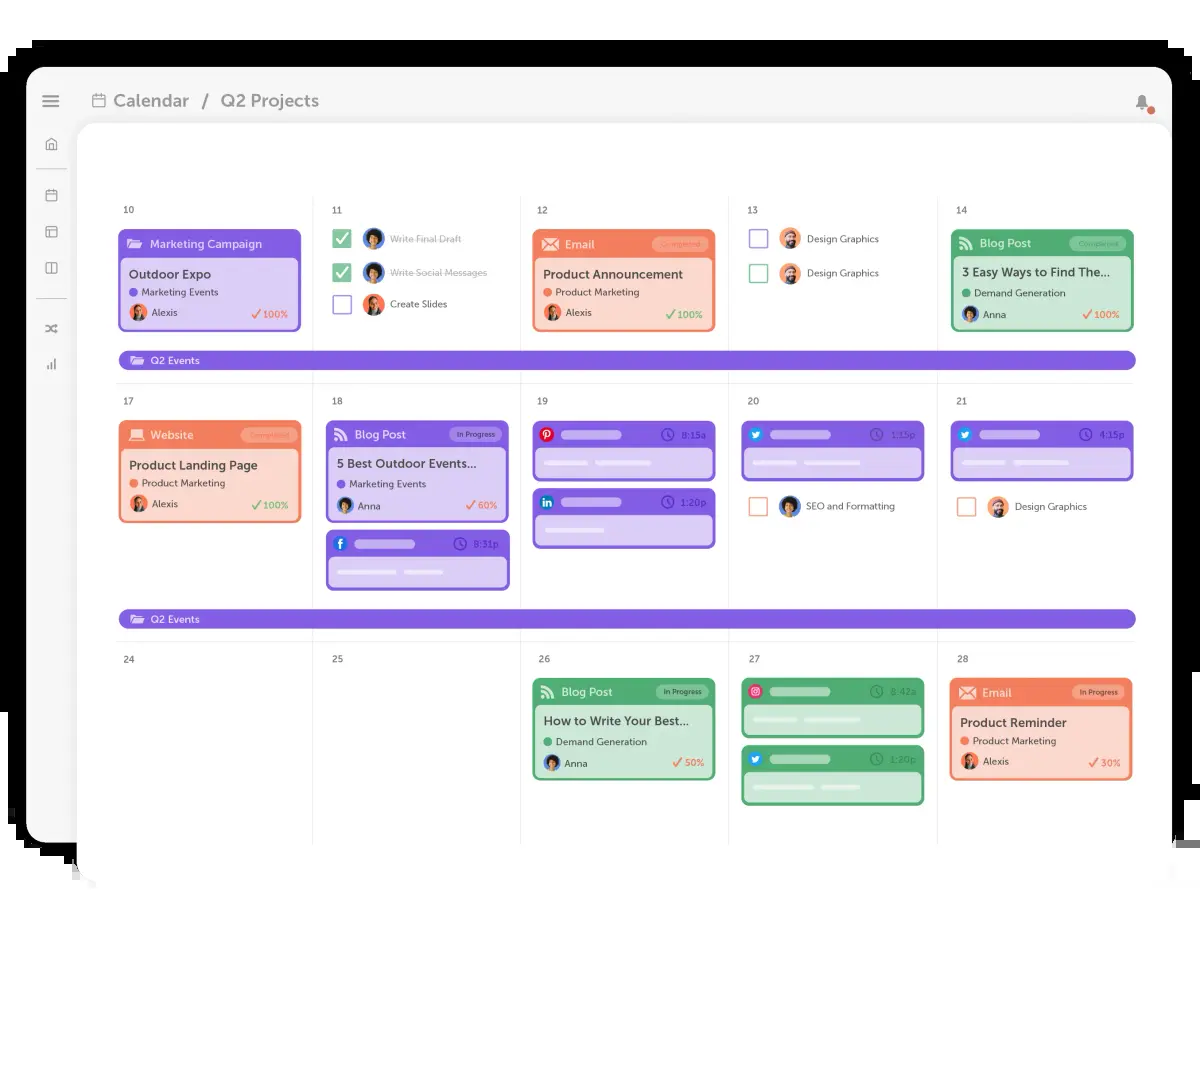 Calendar / Q2 Projects
10
11
12
13
14
Marketing Campaign
Outdoor Expo
Marketing Events
Alexis
100%
Write Final Draft
Write Social Messages
Create Slides
Email
Completed
Product Announcement
Product Marketing
Alexis
100%
Design Graphics
Design Graphics
Blog Post
Completed
3 Easy Ways to Find The...
Demand Generation
Anna
100%
Q2 Events
17
18
19
20
21
Website
Completed
Product Landing Page
Product Marketing
Alexis
100%
Blog Post
In Progress
5 Best Outdoor Events...
Marketing Events
Anna
60%
8:31p
8:15a
1:20p
1:15p
SEO and Formatting
4:15p
Design Graphics
Q2 Events
24
25
26
27
28
Blog Post
In Progress
How to Write Your Best...
Demand Generation
Anna
50%
8:42a
1:20p
Email
In Progress
Product Reminder
Product Marketing
Alexis
30%